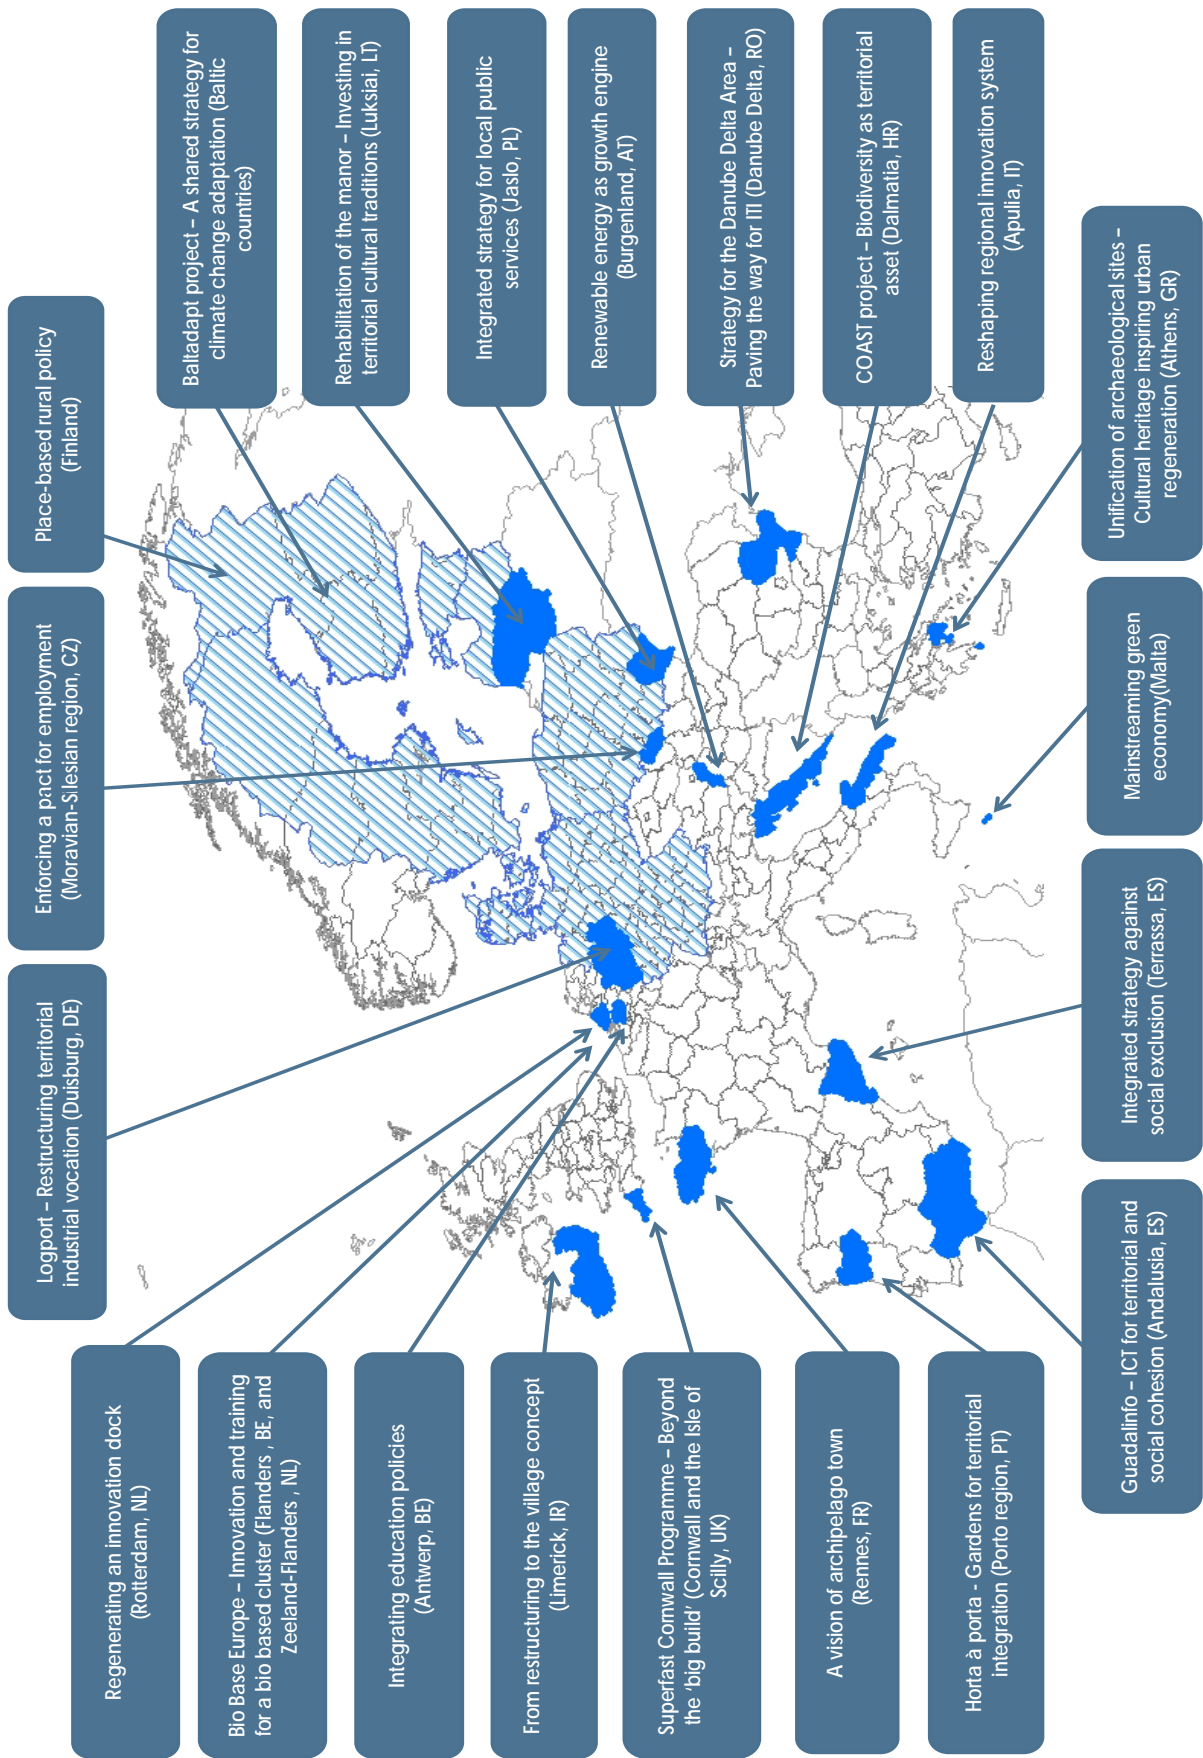 Regenerating an innovation dock
(Rotterdam, NL)
Bio Base Europe – Innovation and training
for a bio based cluster (Flanders , BE, and
Zeeland-Flanders , NL)
Integrating education policies
(Antwerp, BE)
From restructuring to the village concept
(Limerick, IR)
Superfast Cornwall Programme – Beyond
the ‘big build’ (Cornwall and the Isle of
Scilly, UK)
A vision of archipelago town
(Rennes, FR)
Horta à porta - Gardens for territorial
integration (Porto region, PT)
Logport – Restructuring territorial
industrial vocation (Duisburg, DE)
Enforcing a pact for employment
(Moravian-Silesian region, CZ)
Place-based rural policy
(Finland)
Baltadapt project – A shared strategy for
climate change adaptation (Baltic
countries)
Rehabilitation of the manor – Investing in
territorial cultural traditions (Luksiai, LT)
Integrated strategy for local public
services (Jaslo, PL)
Renewable energy as growth engine
(Burgenland, AT)
Strategy for the Danube Delta Area –
Paving the way for ITI (Danube Delta, RO)
COAST project – Biodiversity as territorial
asset (Dalmatia, HR)
Reshaping regional innovation system
(Apulia, IT)
Guadalinfo – ICT for territorial and
social cohesion (Andalusia, ES)
Integrated strategy against
social exclusion (Terrassa, ES)
Mainstreaming green
economy(Malta)
Unification of archaeological sites –
Cultural heritage inspiring urban
regeneration (Athens, GR)